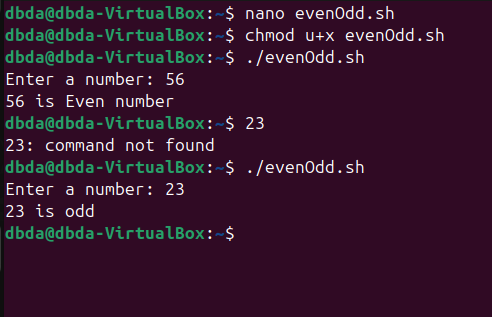 dbda@dbda-VirtualBox:~$ nano evenOdd.sh
dbda@dbda-VirtualBox:~$ chmod u+x evenOdd.sh
dbda@dbda-VirtualBox:~$ ./evenOdd.sh
Enter a number: 56
56 is Even number
dbda@dbda-VirtualBox:~$ 23
23: command not found
dbda@dbda-VirtualBox:~$ ./evenOdd.sh
Enter a number: 23
23 is odd
dbda@dbda-VirtualBox:~$